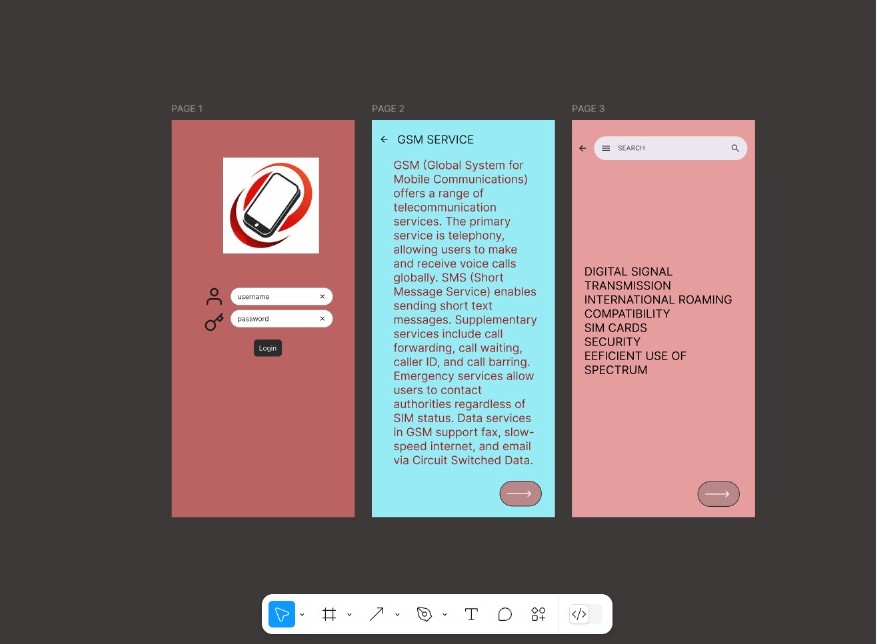 PAGE 1
username
password
Login
PAGE 2
GSM SERVICE
GSM (Global System for
Mobile Communications)
offers a range of
telecommunication
services. The primary
service is telephony,
allowing users to make
and receive voice calls
globally. SMS (Short
Message Service) enables
sending short text
messages. Supplementary
services include call
forwarding, call waiting,
caller ID, and call barring.
Emergency services allow
users to contact
authorities regardless of
SIM status. Data services
in GSM support fax, slow-
speed internet, and email
via Circuit Switched Data.
PAGE 3
SEARCH
DIGITAL SIGNAL
TRANSMISSION
INTERNATIONAL ROAMING
COMPATIBILITY
SIM CARDS
SECURITY
EEFICIENT USE OF
SPECTRUM